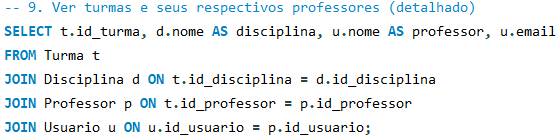 -- 9. Ver turmas e seus respectivos professores (detalhado)
SELECT t.id_turma, d.nome AS disciplina, u.nome AS professor, u.email
FROM Turma t
JOIN Disciplina d ON t.id_disciplina = d.id_disciplina
JOIN Professor p ON t.id_professor = p.id_professor
JOIN Usuario u ON u.id_usuario = p.id_usuario;